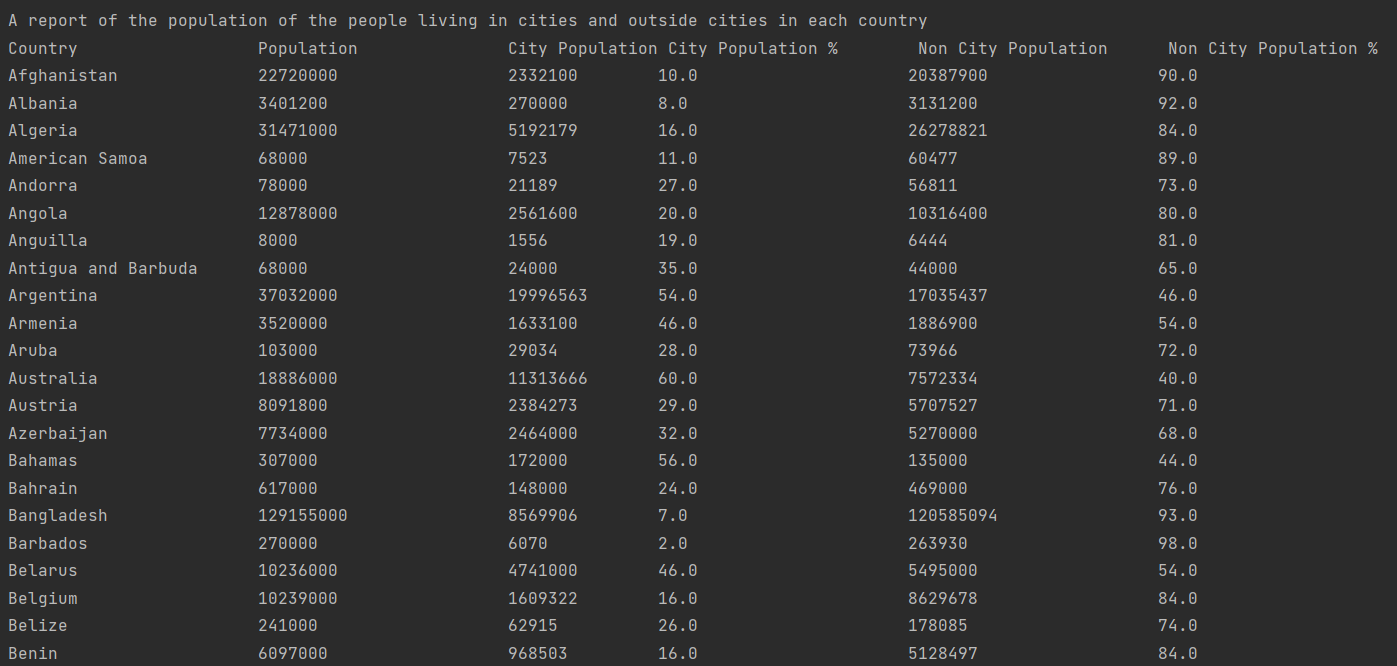 A report of the population of the people living in cities and outside cities in each country
Country Population City Population City Population % Non City Population Non City Population %
Afghanistan 22720000 2332100 10.0 20387900 90.0
Albania 3401200 270000 8.0 3131200 92.0
Algeria 31471000 5192179 16.0 26278821 84.0
American Samoa 68000 7523 11.0 60477 89.0
Andorra 78000 21189 27.0 56811 73.0
Angola 12878000 2561600 20.0 10316400 80.0
Anguilla 8000 1556 19.0 6444 81.0
Antigua and Barbuda 68000 24000 35.0 44000 65.0
Argentina 37032000 19996563 54.0 17035437 46.0
Armenia 3520000 1633100 46.0 1886900 54.0
Aruba 103000 29034 28.0 73966 72.0
Australia 18886000 11313666 60.0 7572334 40.0
Austria 8091800 2384273 29.0 5707527 71.0
Azerbaijan 7734000 2464000 32.0 5270000 68.0
Bahamas 307000 172000 56.0 135000 44.0
Bahrain 617000 148000 24.0 469000 76.0
Bangladesh 129155000 8569906 7.0 120585094 93.0
Barbados 270000 6070 2.0 263930 98.0
Belarus 10236000 4741000 46.0 5495000 54.0
Belgium 10239000 1609322 16.0 8629678 84.0
Belize 241000 62915 26.0 178085 74.0
Benin 6097000 968503 16.0 5128497 84.0